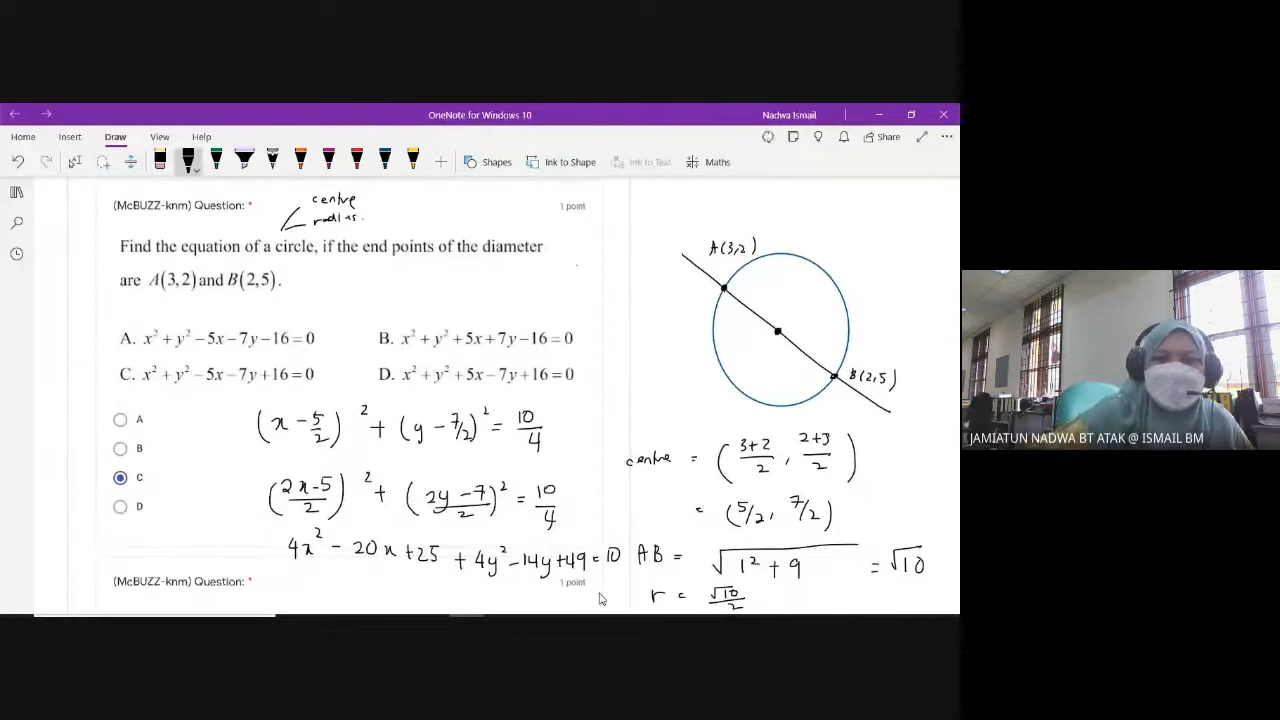 OneNote for Windows 10
Nadwa Ismail
Home Insert Draw View Help
Share
Shapes Ink to Shape Ink to Text Maths
(McBUZZ-knm) Question: *
1 point
centre
radius.
Find the equation of a circle, if the end points of the diameter
are A(3,2) and B(2,5).
A. x² + y² − 5x − 7y − 16 = 0
B. x² + y² + 5x + 7y − 16 = 0
C. x² + y² − 5x − 7y + 16 = 0
D. x² + y² + 5x − 7y + 16 = 0
A
B
C
D
(x − 5/2)² + (y − 7/2)² = 10/4
((2x − 5)/2)² + ((2y − 7)/2)² = 10/4
4x² − 20x + 25 + 4y² − 14y + 49 = 10
(McBUZZ-knm) Question: *
1 point
A(3,2)
B(2,5)
centre = ((3+2)/2, (2+3)/2)
= (5/2, 7/2)
AB = √(1² + 9) = √10
r = √10/2
JAMIATUN NADWA BT ATAK @ ISMAIL BM